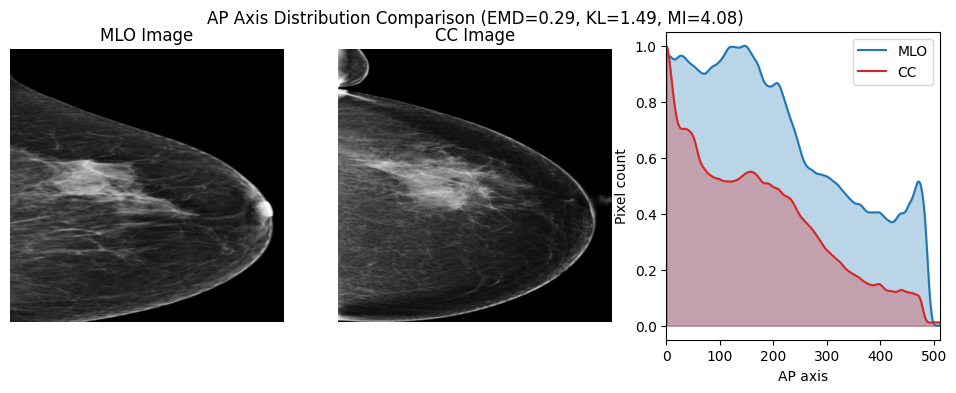 AP Axis Distribution Comparison (EMD=0.29, KL=1.49, MI=4.08)
MLO Image
CC Image
MLO
CC
Pixel count
1.0
0.8
0.6
0.4
0.2
0.0
0 100 200 300 400 500
AP axis